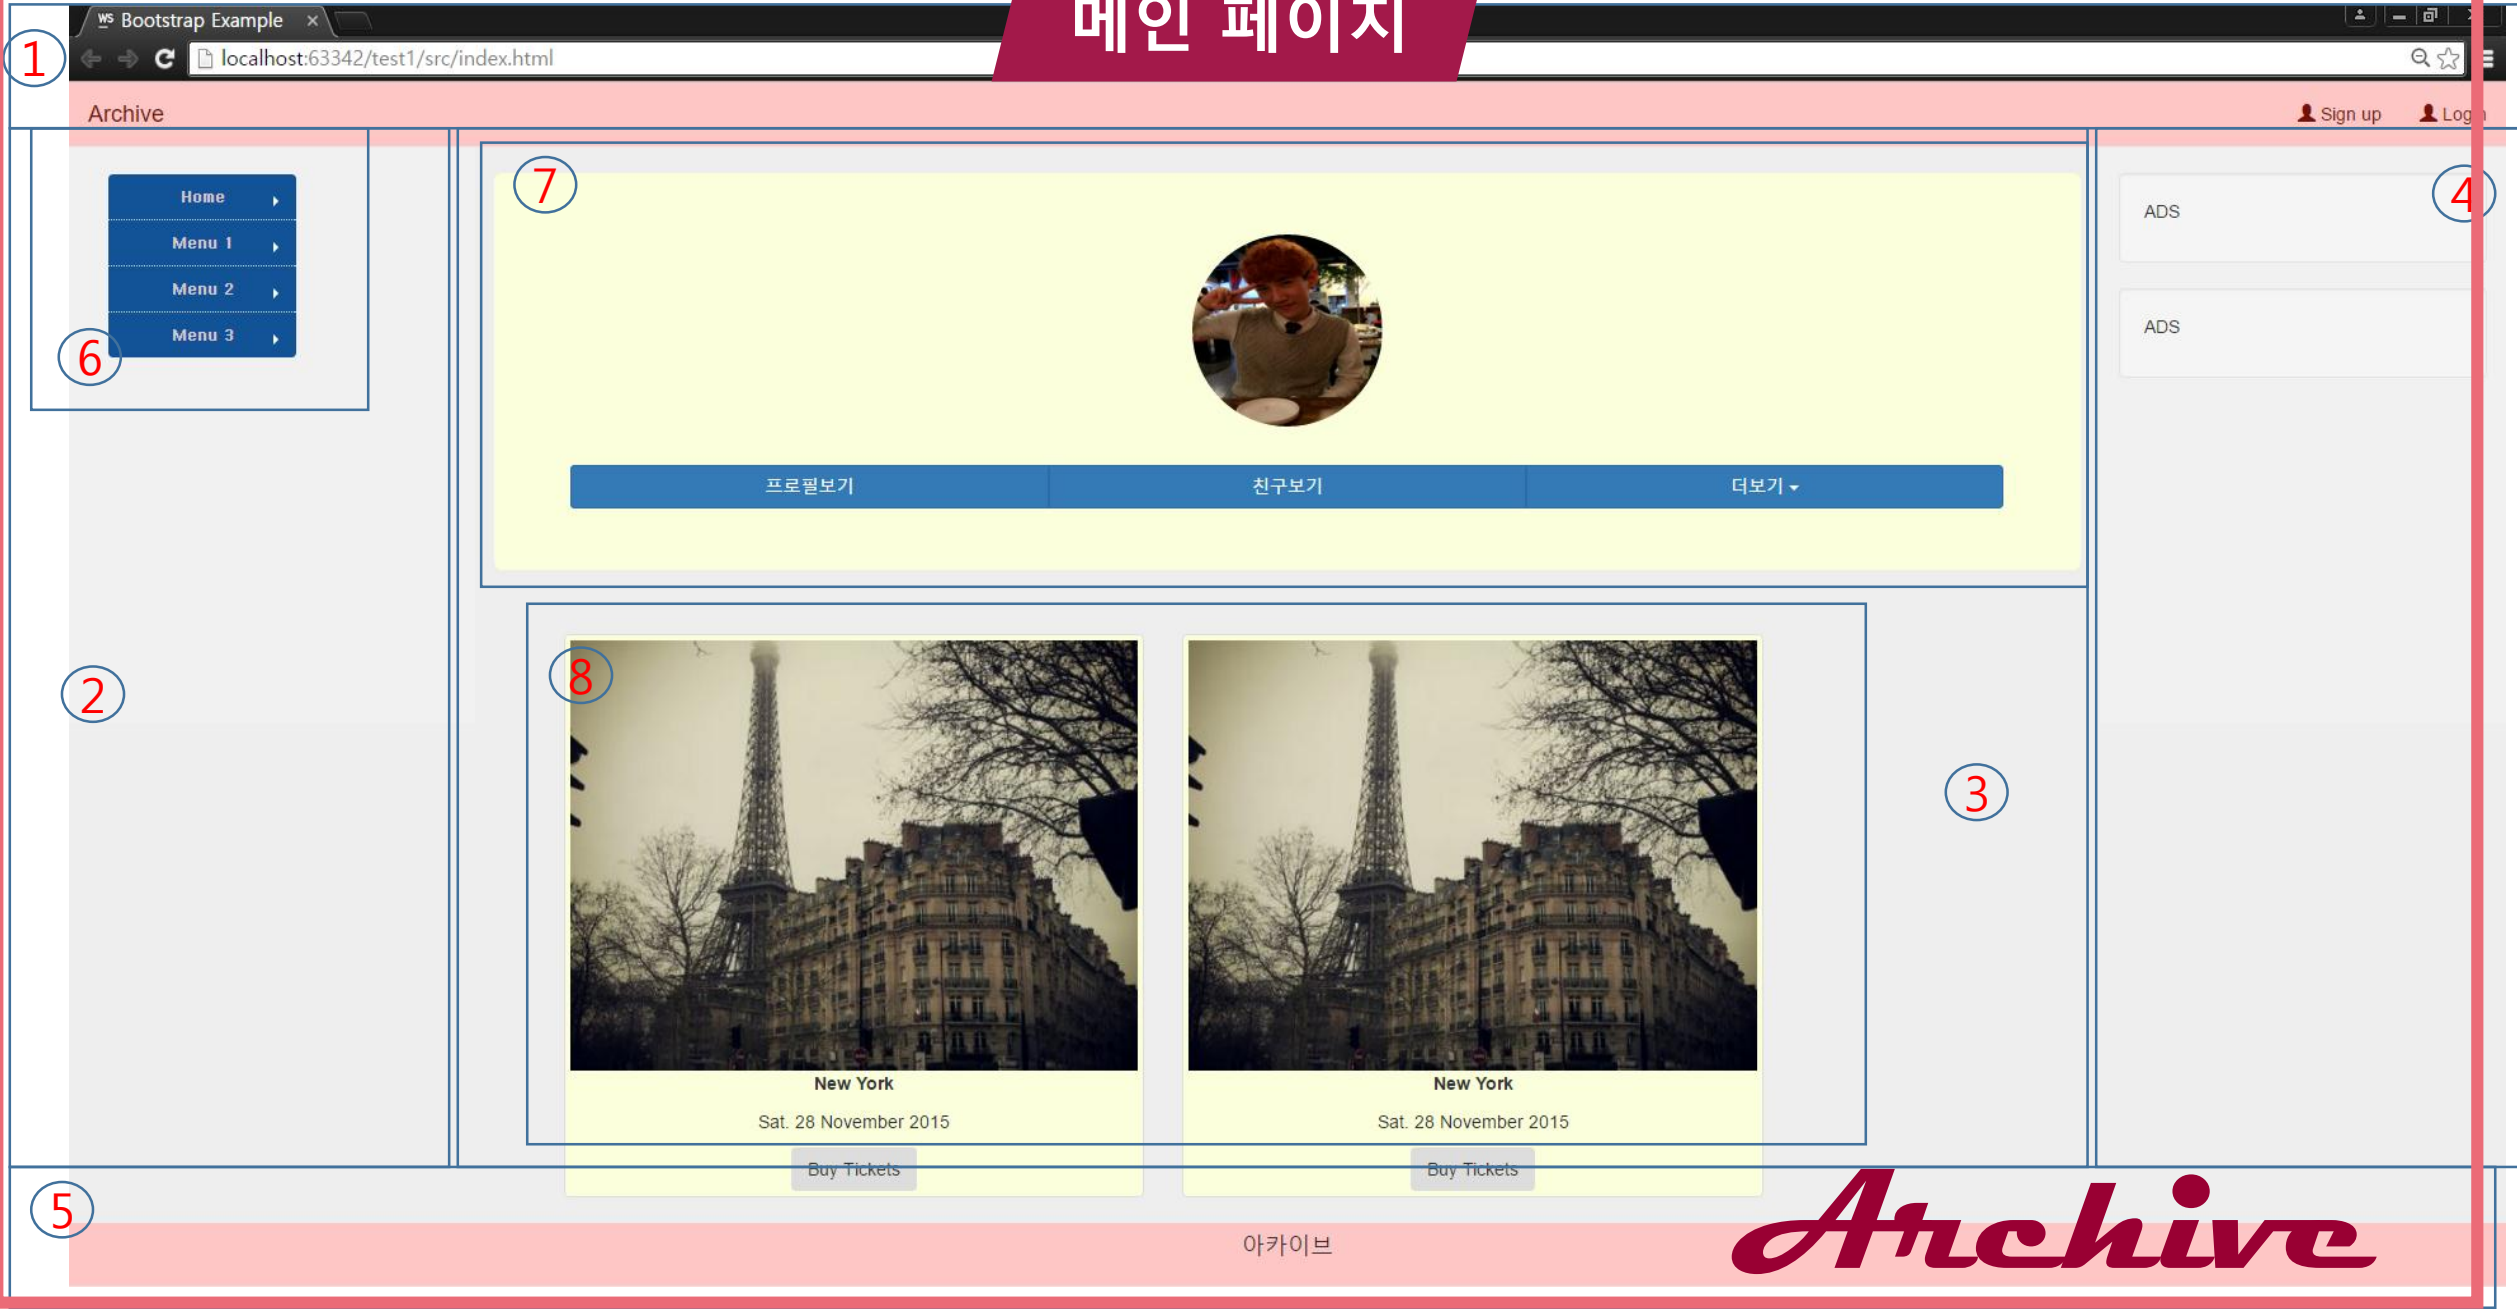 메인 페이지
WS Bootstrap Example ×
localhost:63342/test1/src/index.html
1
Archive
Sign up
Login
7
4
Home
Menu 1
Menu 2
Menu 3
6
ADS
ADS
프로필보기
친구보기
더보기
8
2
3
New York
New York
Sat. 28 November 2015
Sat. 28 November 2015
Buy Tickets
Buy Tickets
5
아카이브
Archive